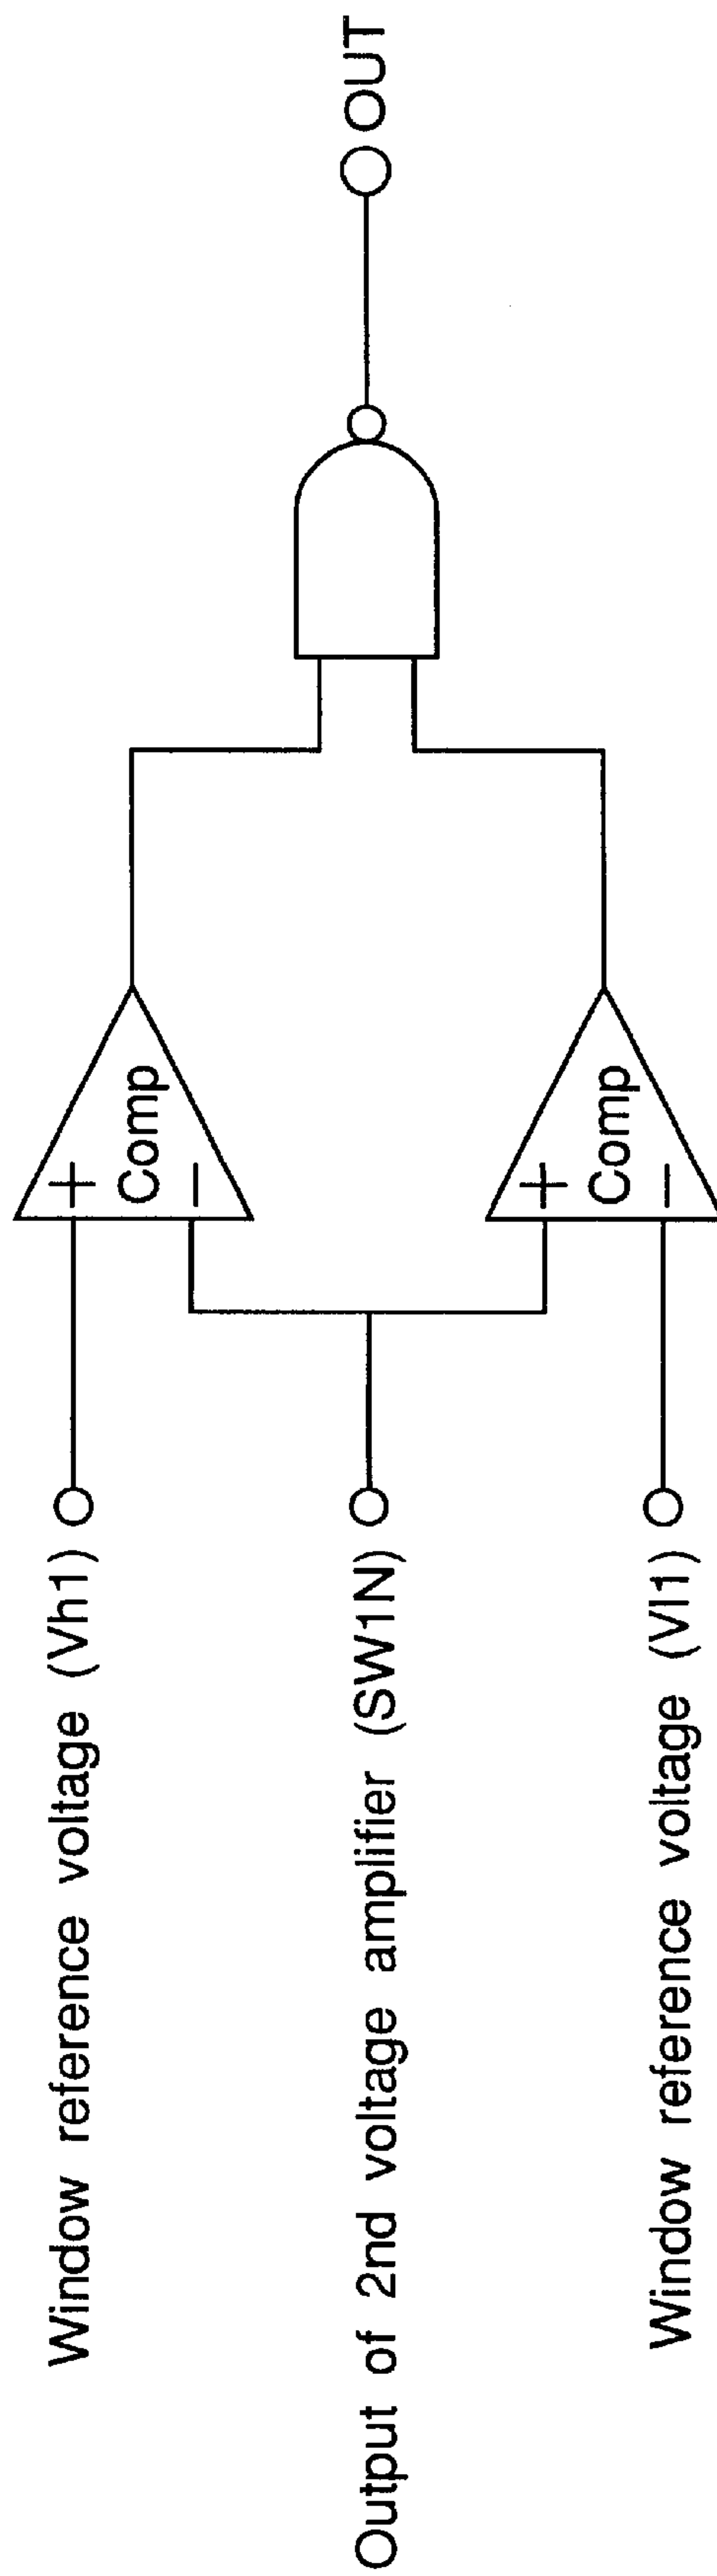 Window reference voltage (Vh1)
Output of 2nd voltage amplifier (SW1N)
Window reference voltage (Vl1)
+
Comp
−
+
Comp
−
OUT